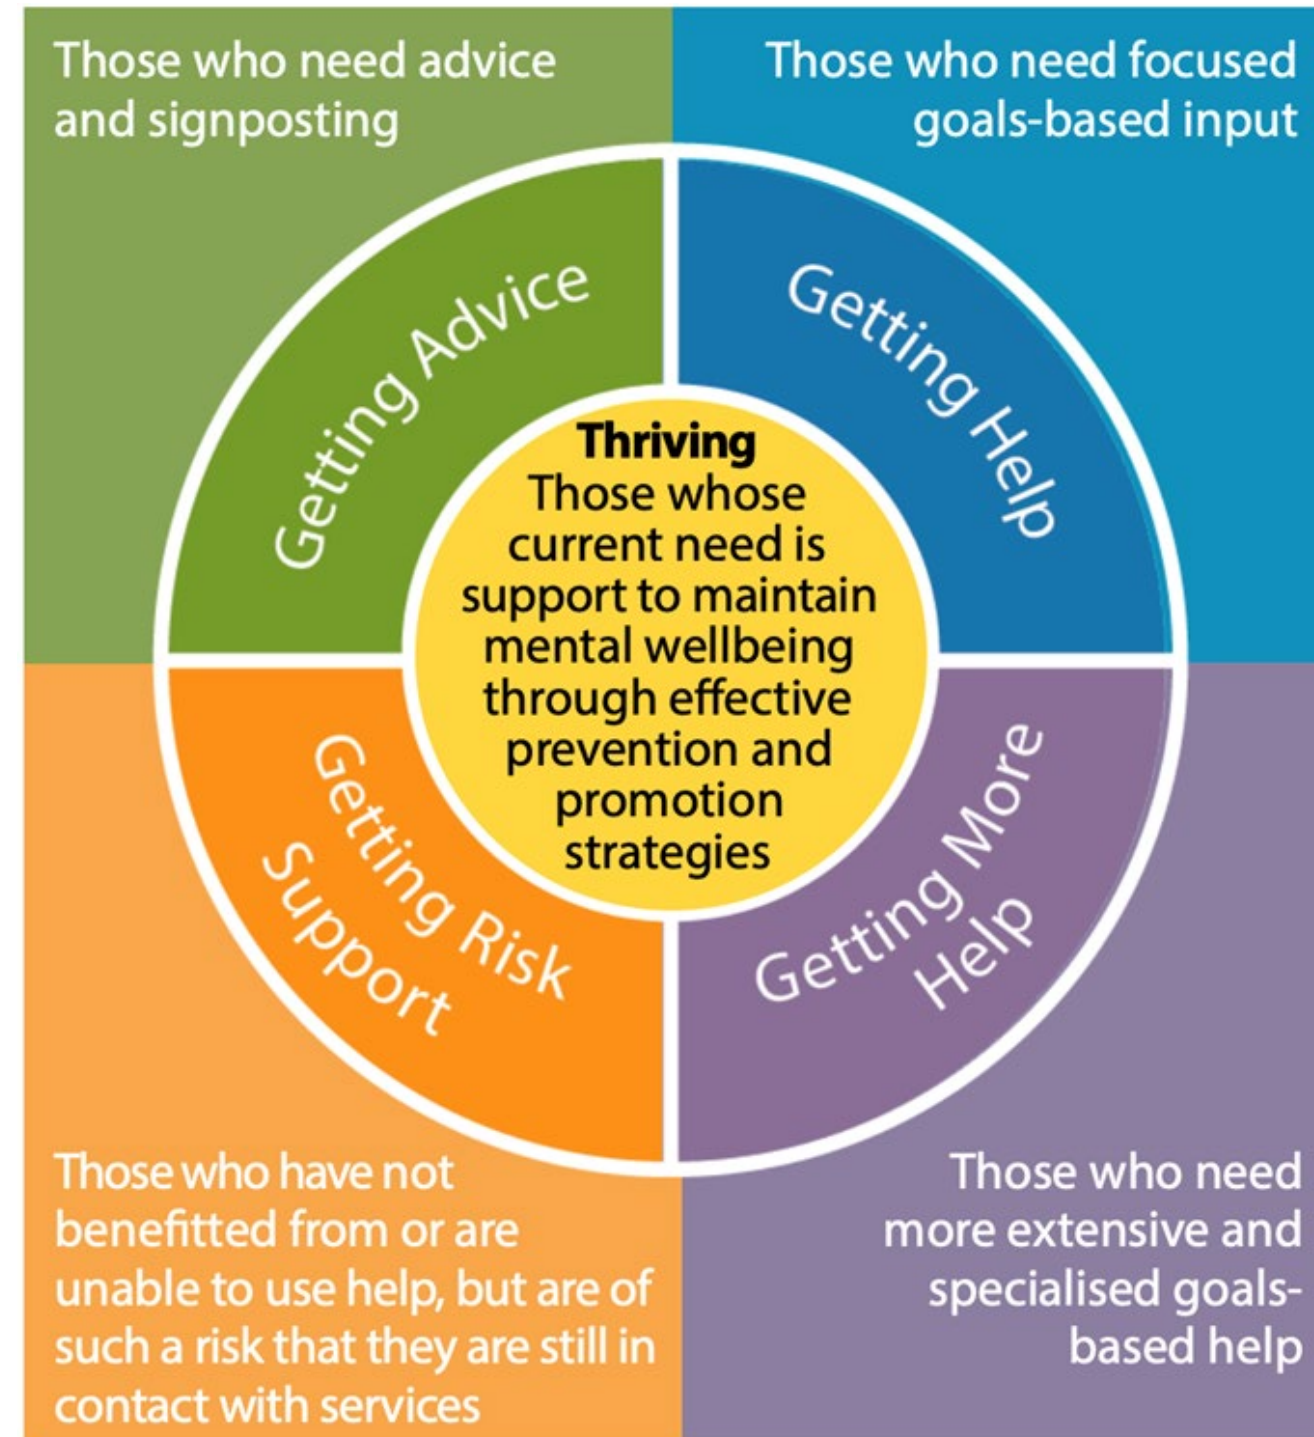 Those who need advice
and signposting
Those who need focused
goals-based input
Getting Advice
Getting Help
Thriving
Those whose
current need is
support to maintain
mental wellbeing
through effective
prevention and
promotion
strategies
Getting Risk
Support
Getting More
Help
Those who have not
benefitted from or are
unable to use help, but are of
such a risk that they are still in
contact with services
Those who need
more extensive and
specialised goals-
based help